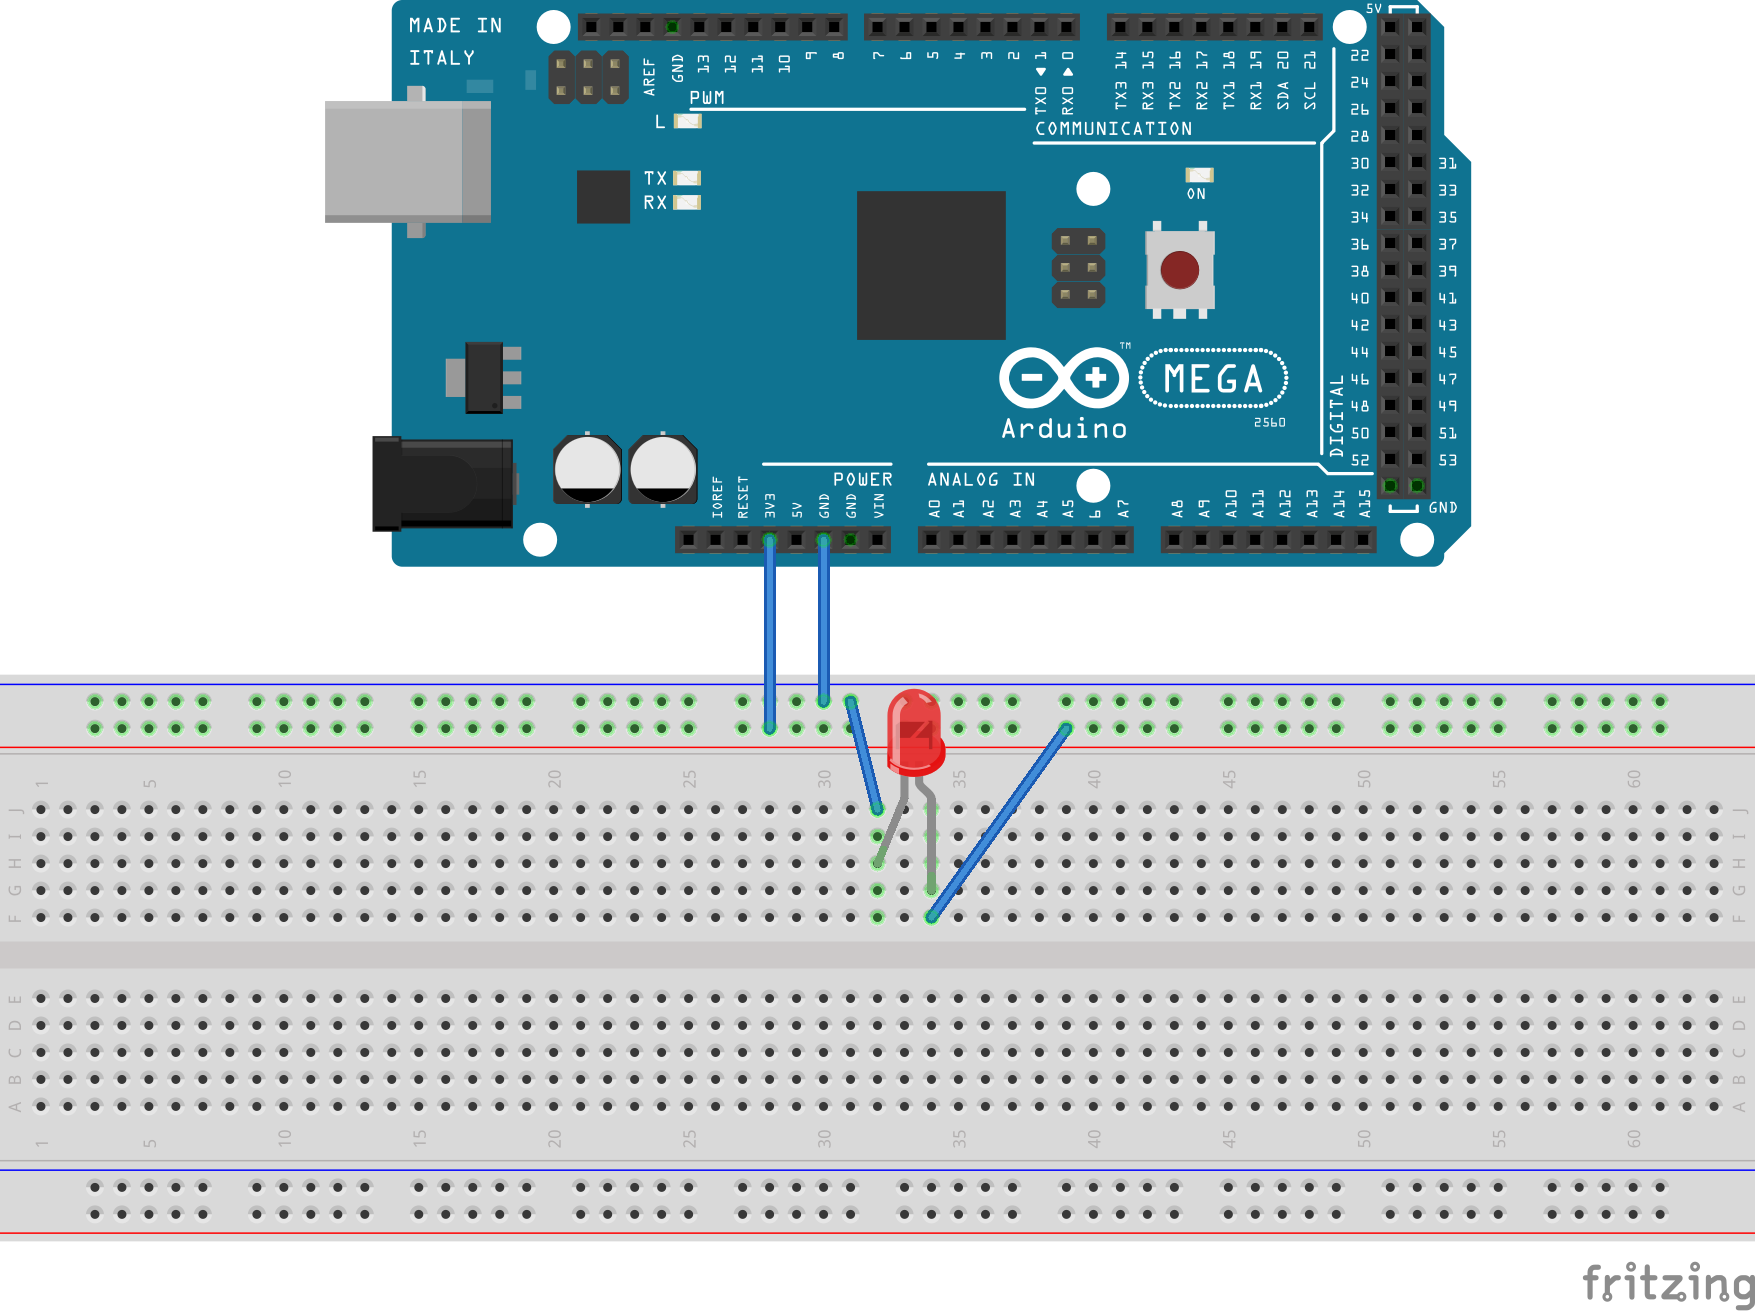 MADE IN
ITALY
AREF
GND
13
12
11
10
9
8
7
6
5
4
3
2
TX0 1
RX0 0
TX3 14
RX3 15
TX2 16
RX2 17
TX1 18
RX1 19
SDA 20
SCL 21
5V
PWM
COMMUNICATION
L
TX
RX
ON
22
24
26
28
30 31
32 33
34 35
36 37
38 39
40 41
42 43
44 45
46 47
48 49
50 51
52 53
GND
DIGITAL
TM
MEGA
Arduino
2560
POWER
ANALOG IN
IOREF
RESET
3V3
5V
GND
GND
VIN
A0
A1
A2
A3
A4
A5
6
A7
A8
A9
A10
A11
A12
A13
A14
A15
1 5 10 15 20 25 30 35 40 45 50 55 60
J J
I I
H H
G G
F F
E E
D D
C C
B B
A A
1 5 10 15 20 25 30 35 40 45 50 55 60
fritzing